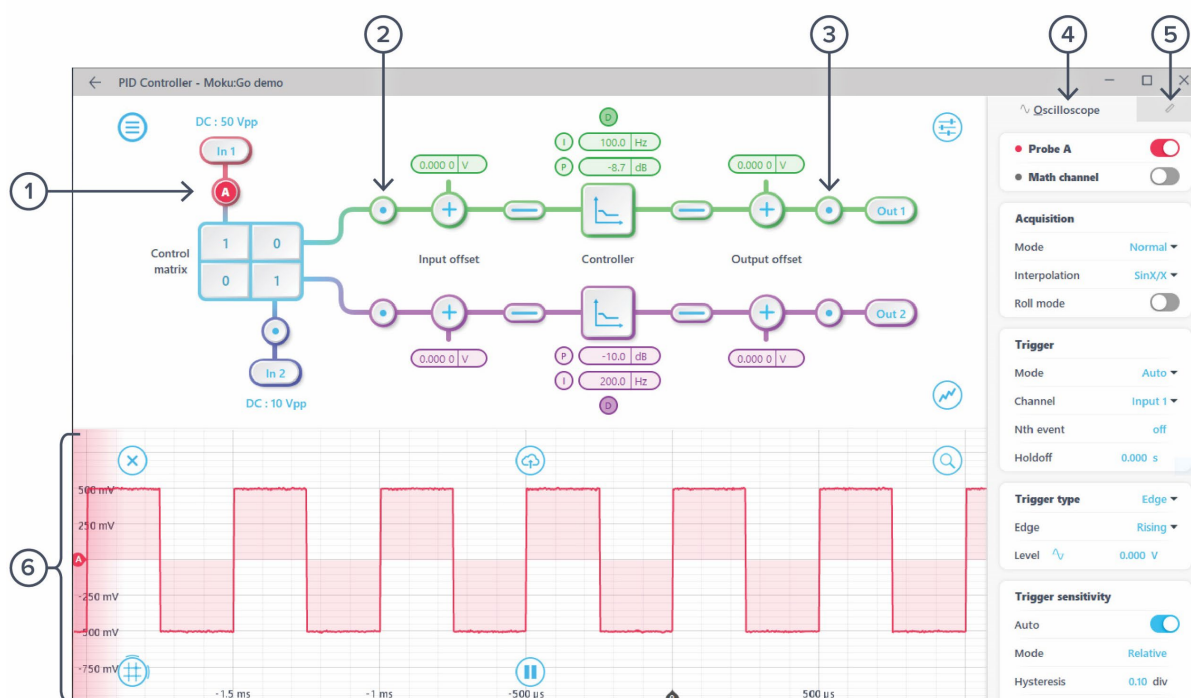 2
3
4
5
PID Controller - Moku:Go demo
Oscilloscope
DC : 50 Vpp
In 1
1
A
D
I 100.0 Hz
P -8.7 dB
0.000 0 V
0.000 0 V
Out 1
Control matrix
1 0
0 1
Input offset
Controller
Output offset
Out 2
0.000 0 V
0.000 0 V
P -10.0 dB
I 200.0 Hz
D
In 2
DC : 10 Vpp
Probe A
Math channel
Acquisition
Mode Normal
Interpolation SinX/X
Roll mode
Trigger
Mode Auto
Channel Input 1
Nth event off
Holdoff 0.000 s
Trigger type Edge
Edge Rising
Level 0.000 V
Trigger sensitivity
Auto
Mode Relative
Hysteresis 0.10 div
6
500 mV
250 mV
A
-250 mV
-500 mV
-750 mV
-1.5 ms
-1 ms
-500 µs
500 µs